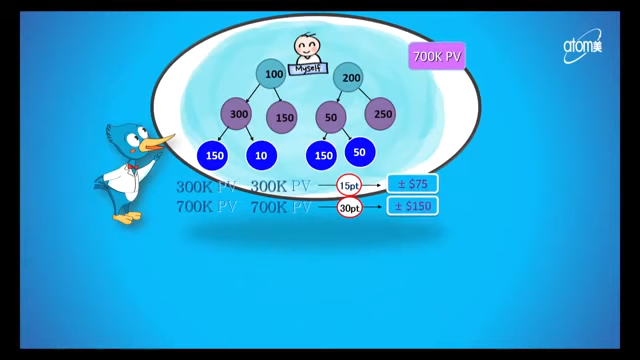 atom美
700K PV
Myself
100
200
300
150
50
250
150
10
150
50
300K PV 300K PV 15pt ± $75
700K PV 700K PV 30pt ± $150